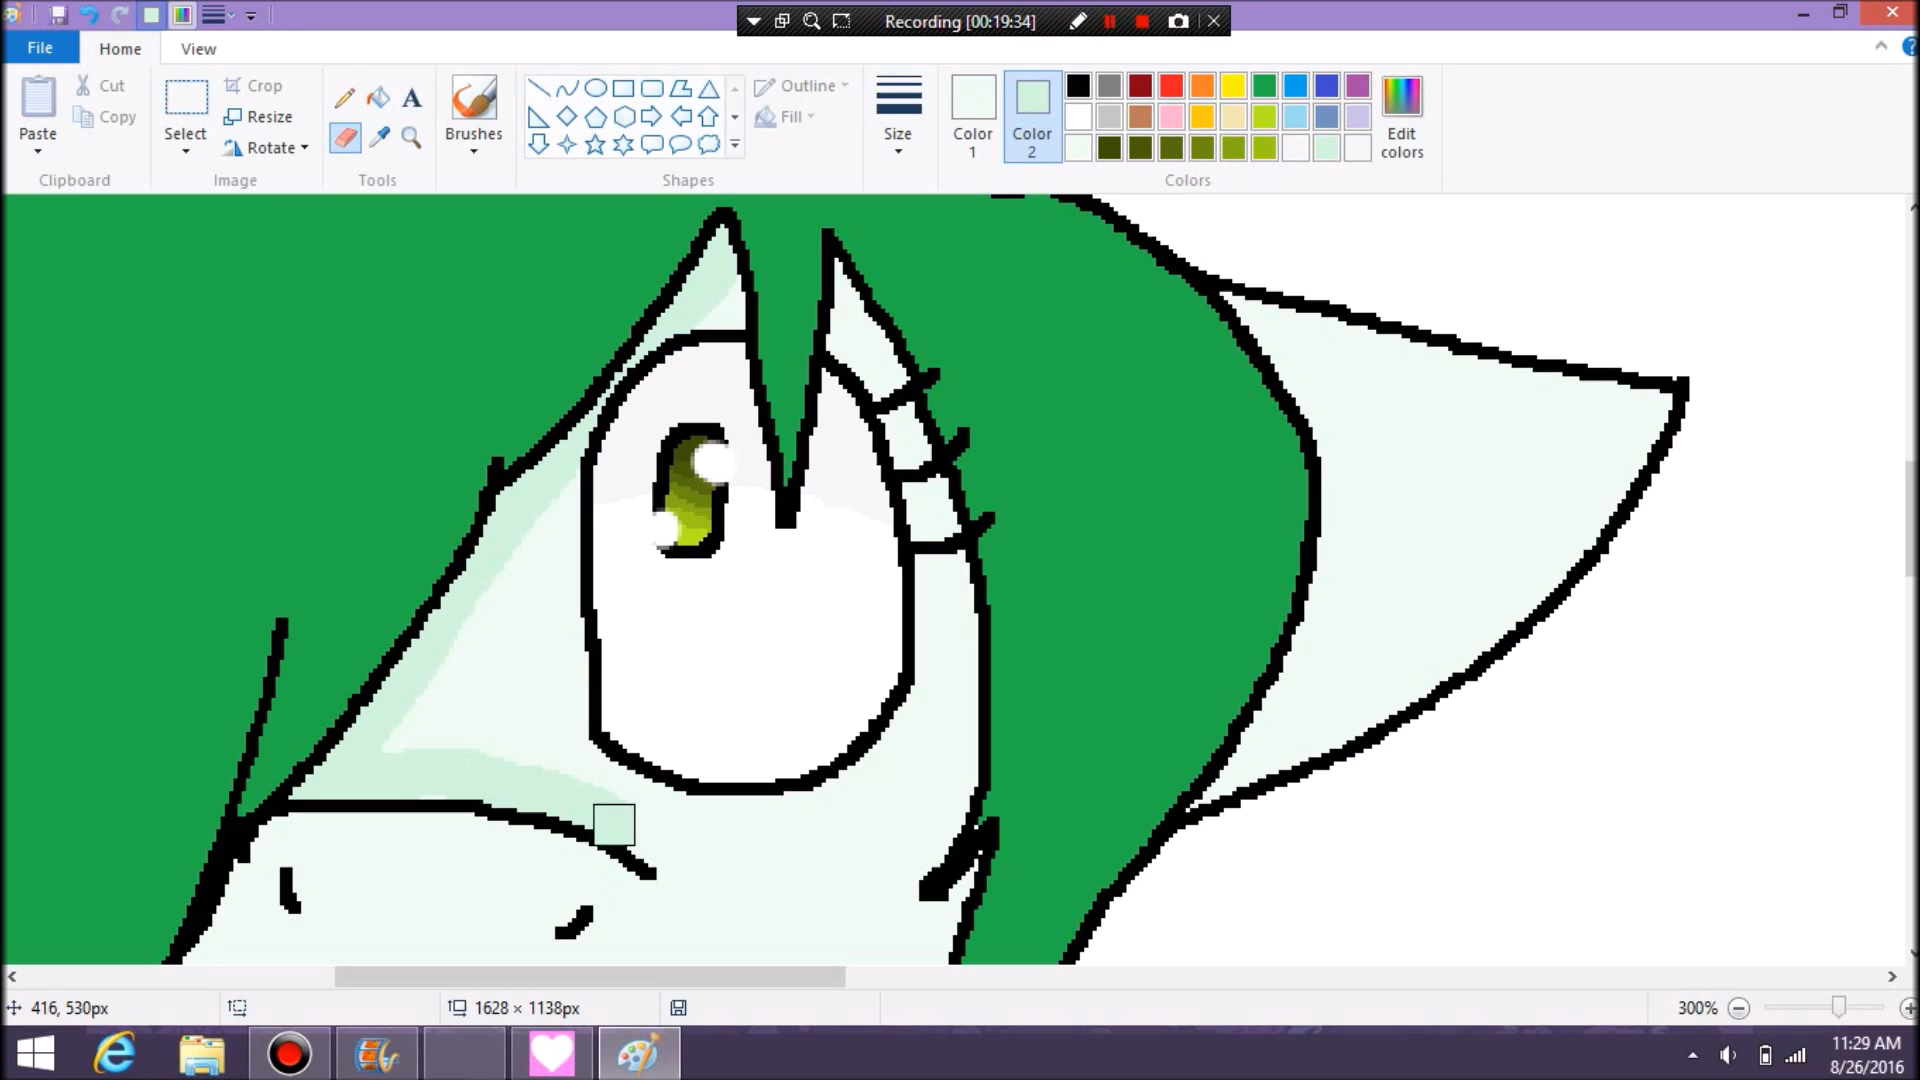 Recording [00:19:34]
File
Home
View
Paste
Cut
Copy
Clipboard
Select
Crop
Resize
Rotate
Image
A
Tools
Brushes
Shapes
Outline
Fill
Size
Color 1
Color 2
Colors
Edit colors
416, 530px
1628 × 1138px
300%
11:29 AM
8/26/2016